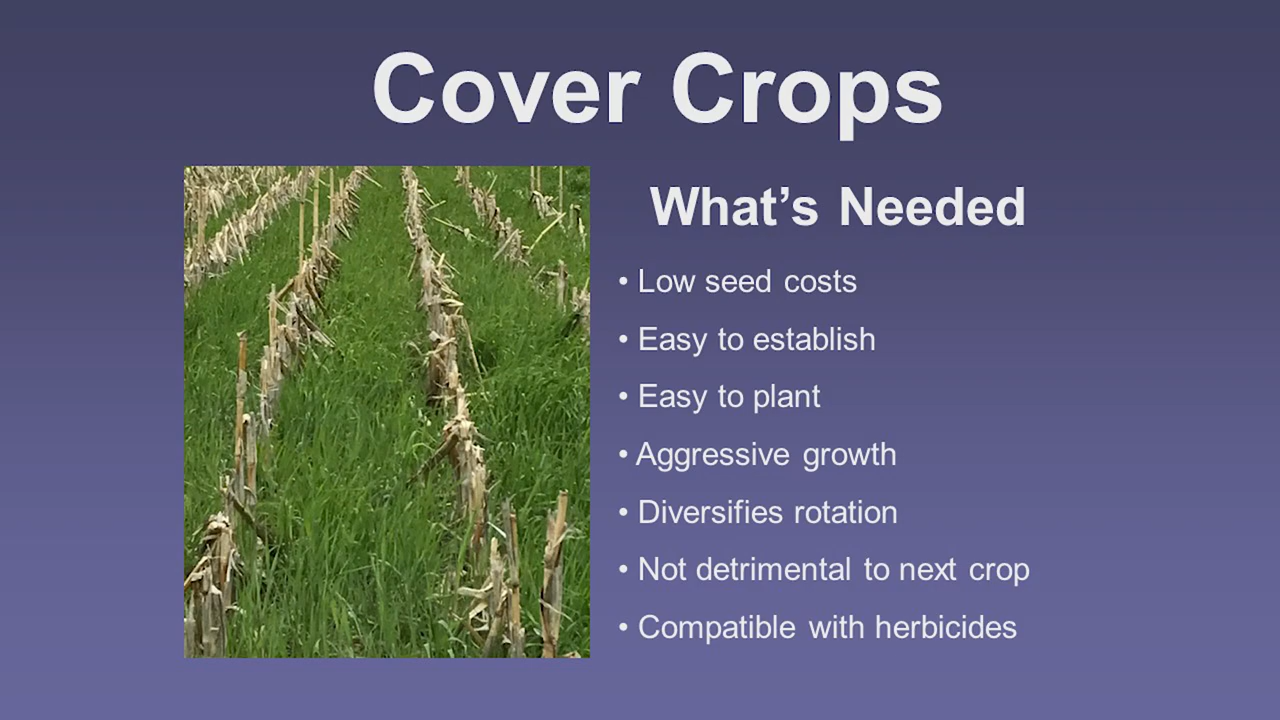 Cover Crops
What’s Needed
• Low seed costs
• Easy to establish
• Easy to plant
• Aggressive growth
• Diversifies rotation
• Not detrimental to next crop
• Compatible with herbicides